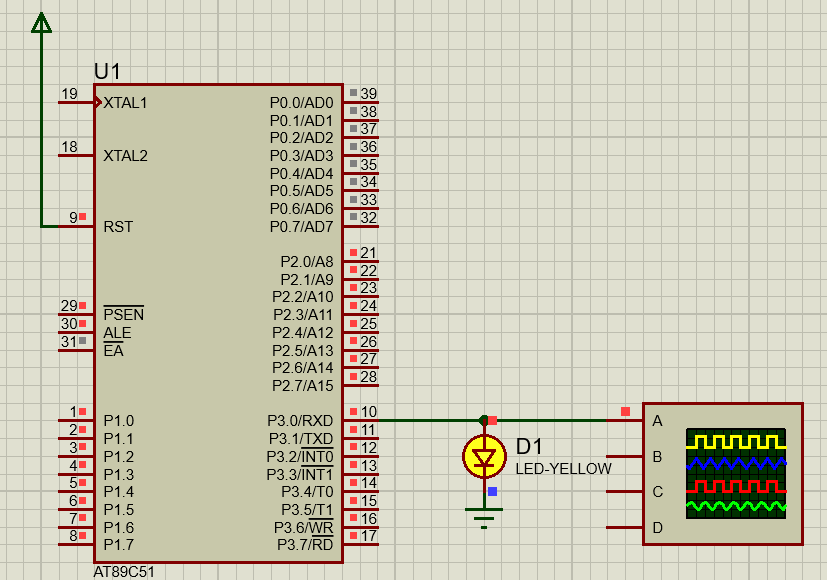 U1
19 XTAL1 P0.0/AD0 39
P0.1/AD1 38
P0.2/AD2 37
18 XTAL2 P0.3/AD3 36
P0.4/AD4 35
P0.5/AD5 34
P0.6/AD6 33
9 RST P0.7/AD7 32
P2.0/A8 21
P2.1/A9 22
P2.2/A10 23
29 PSEN P2.3/A11 24
30 ALE P2.4/A12 25
31 EA P2.5/A13 26
P2.6/A14 27
P2.7/A15 28
1 P1.0 P3.0/RXD 10
2 P1.1 P3.1/TXD 11
3 P1.2 P3.2/INT0 12
4 P1.3 P3.3/INT1 13
5 P1.4 P3.4/T0 14
6 P1.5 P3.5/T1 15
7 P1.6 P3.6/WR 16
8 P1.7 P3.7/RD 17
AT89C51
D1
LED-YELLOW
A
B
C
D